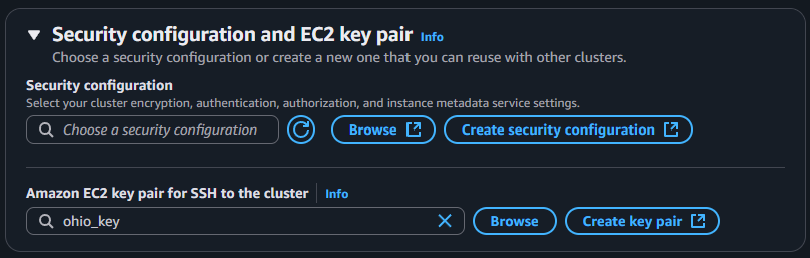 Security configuration and EC2 key pair Info
Choose a security configuration or create a new one that you can reuse with other clusters.
Security configuration
Select your cluster encryption, authentication, authorization, and instance metadata service settings.
Choose a security configuration Browse Create security configuration
Amazon EC2 key pair for SSH to the cluster Info
ohio_key Browse Create key pair